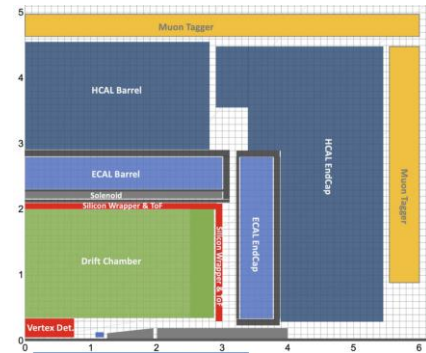 5
Muon Tagger
4
HCAL Barrel
HCAL EndCap
3
ECAL Barrel
Solenoid
2
Silicon Wrapper & ToF
Silicon Wrapper & ToF
ECAL EndCap
Muon Tagger
Drift Chamber
1
Vertex Det.
0
0 1 2 3 4 5 6